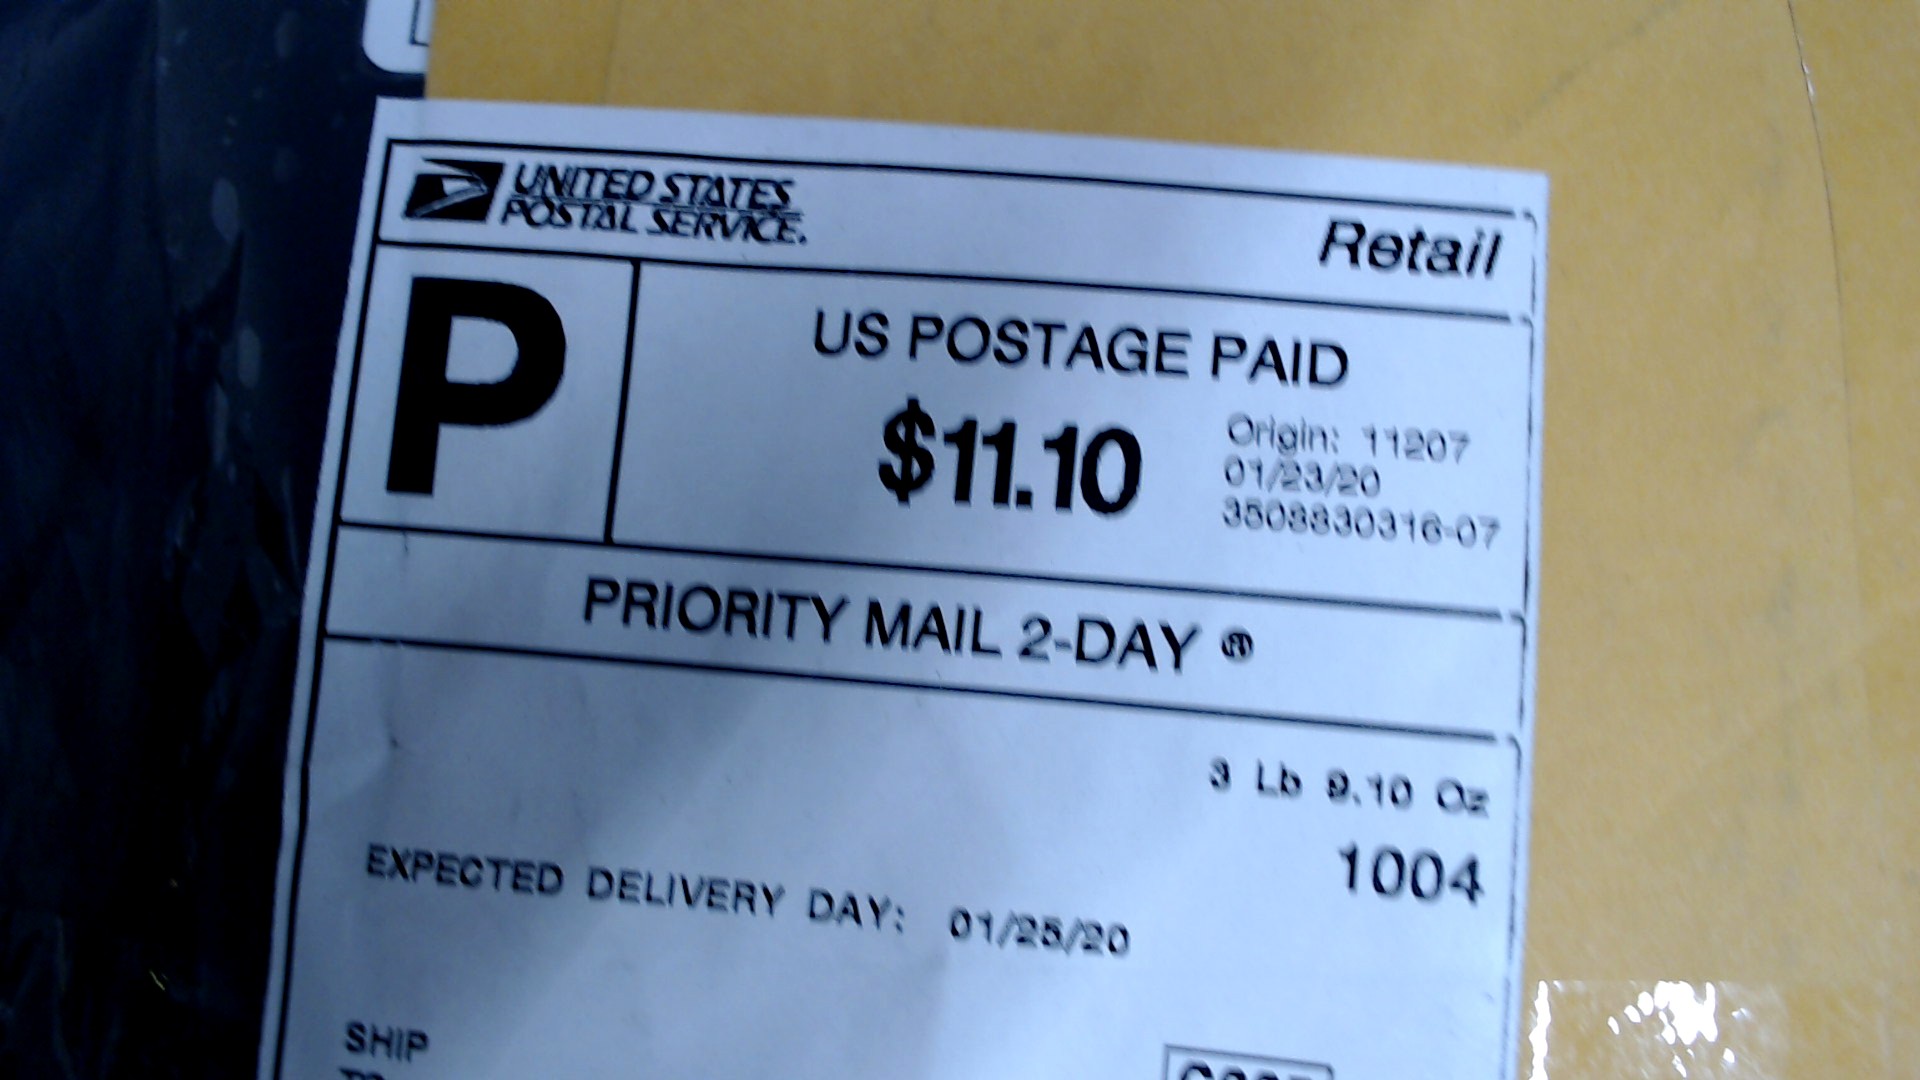 UNITED STATES
POSTAL SERVICE.
Retail
P
US POSTAGE PAID
$11.10
Origin: 11207
01/23/20
3508830316-07
PRIORITY MAIL 2-DAY ®
3 Lb 9.10 Oz
1004
EXPECTED DELIVERY DAY: 01/25/20
SHIP